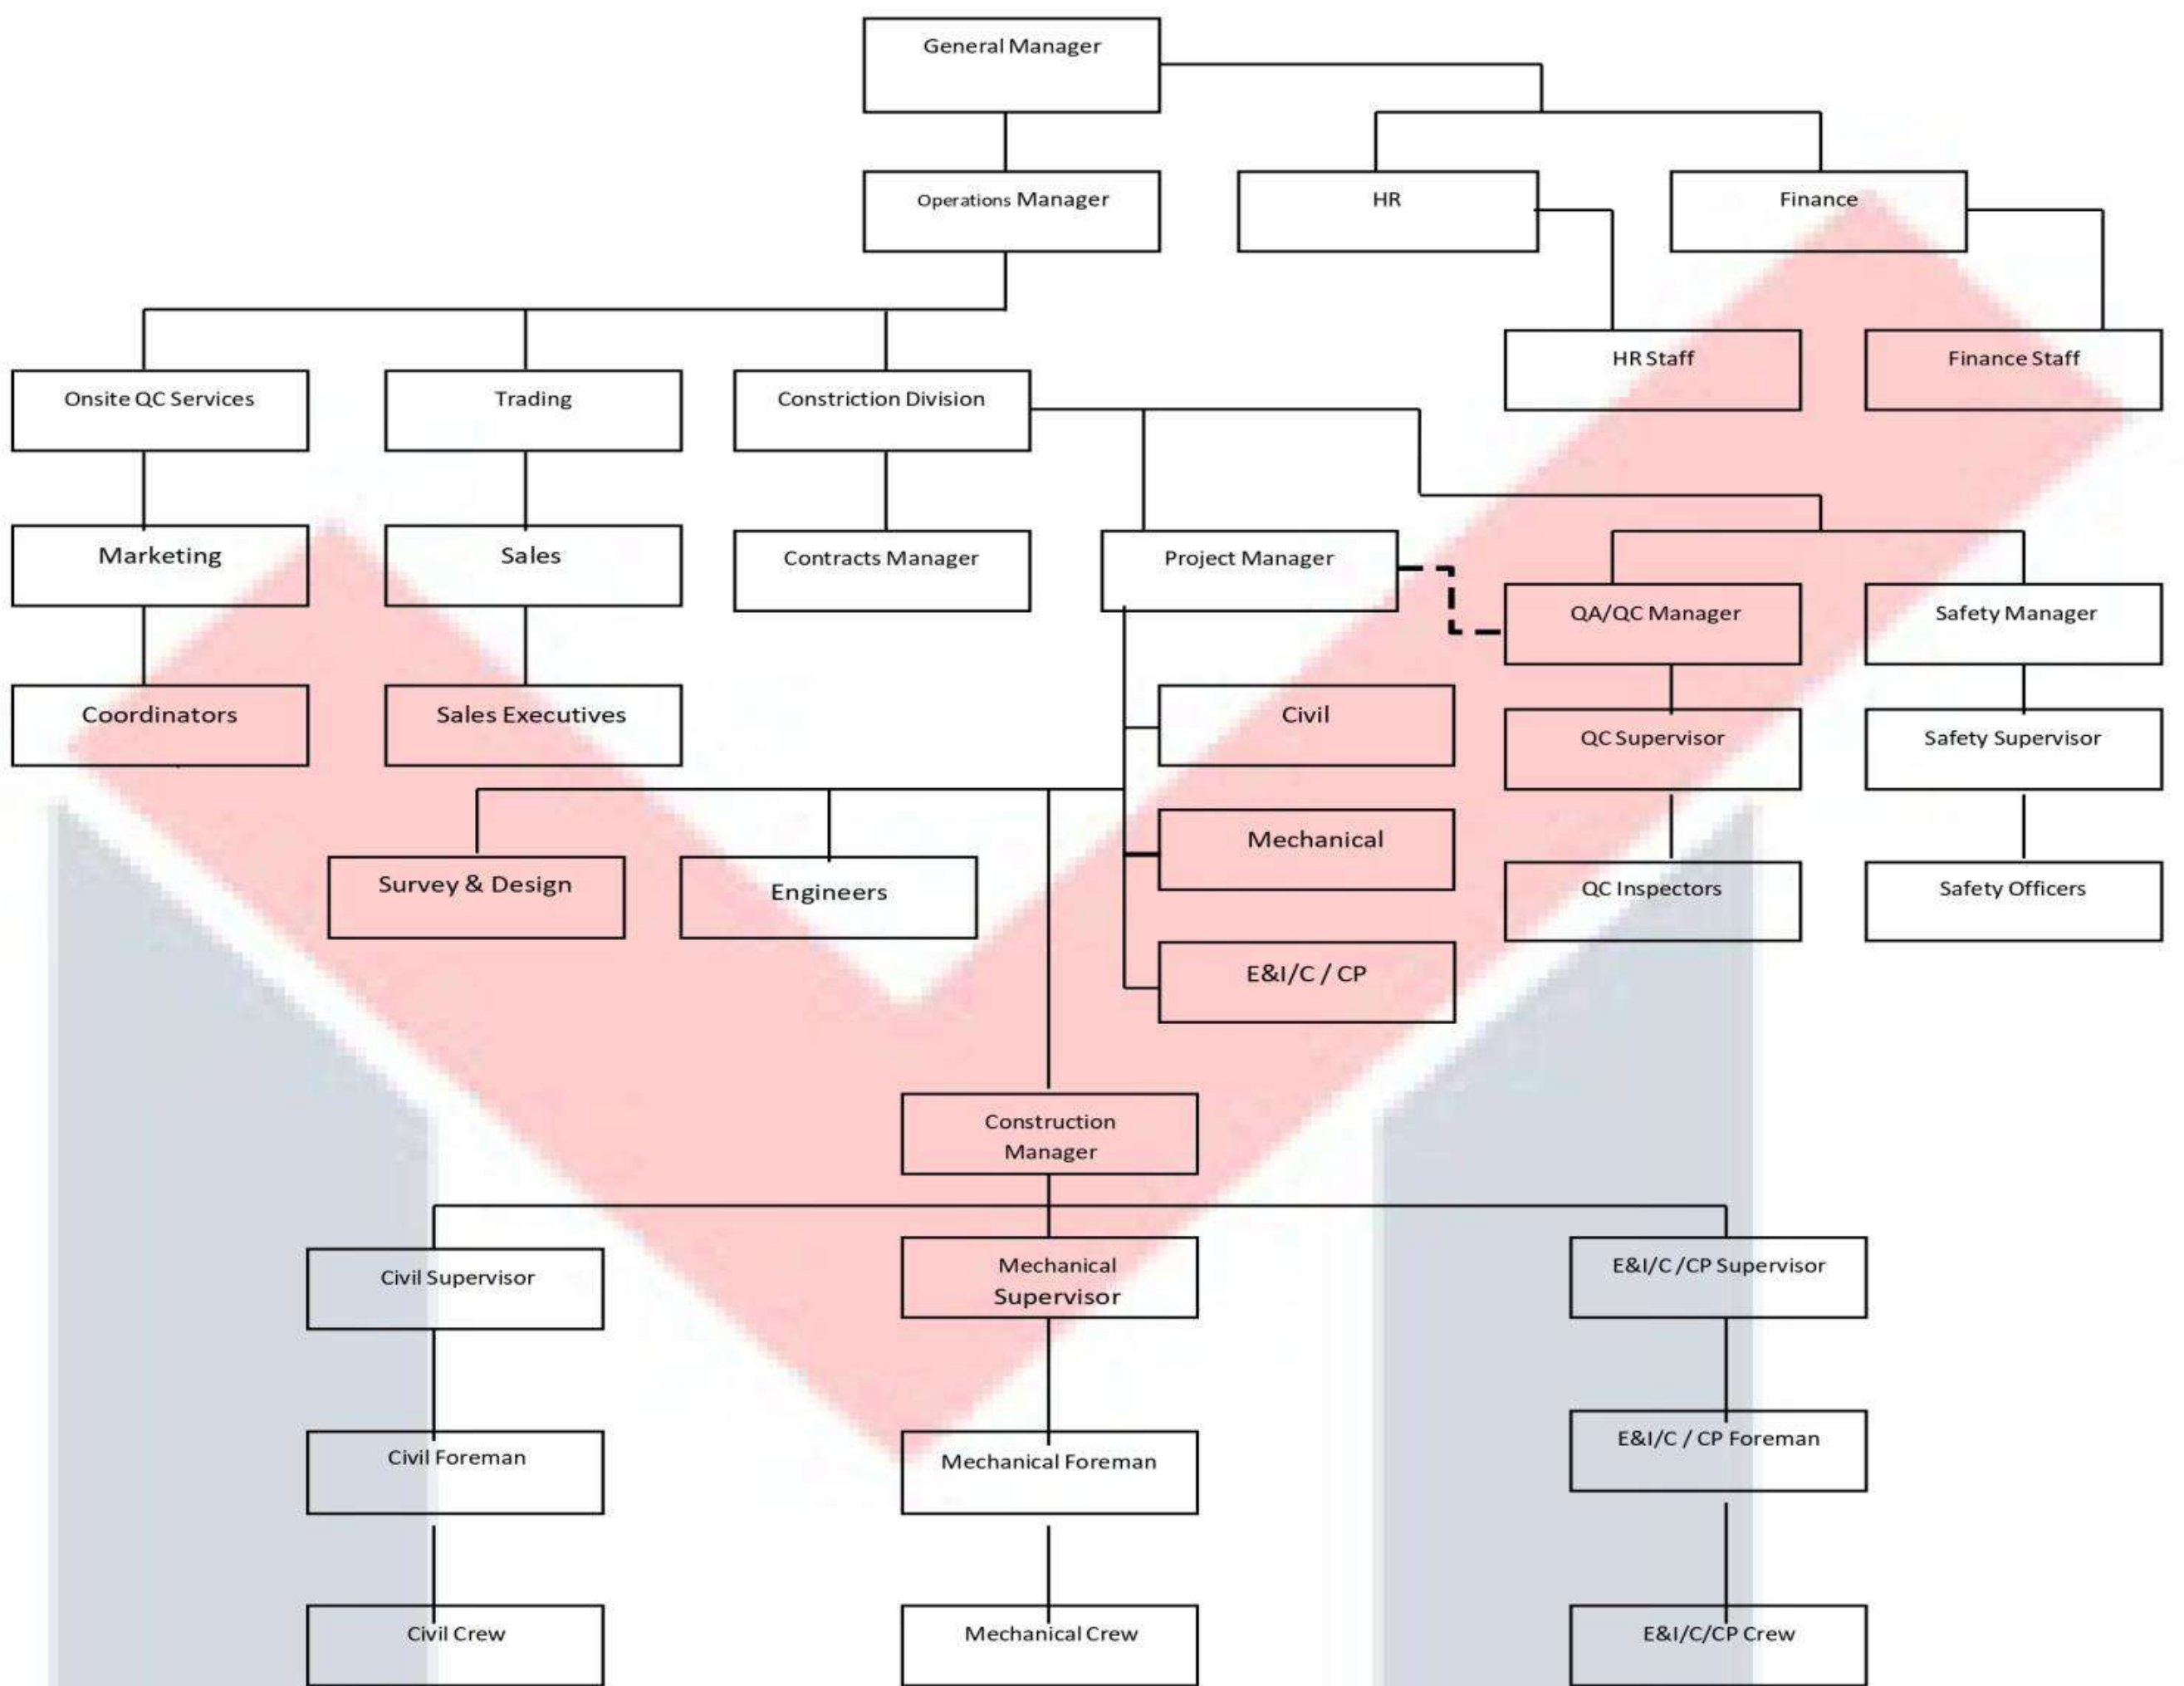 General Manager
Operations Manager
HR
Finance
HR Staff
Finance Staff
Onsite QC Services
Trading
Constriction Division
Marketing
Sales
Contracts Manager
Project Manager
QA/QC Manager
Safety Manager
Coordinators
Sales Executives
Civil
QC Supervisor
Safety Supervisor
Mechanical
Survey & Design
Engineers
QC Inspectors
Safety Officers
E&I/C / CP
Construction
Manager
Civil Supervisor
Mechanical
Supervisor
E&I/C /CP Supervisor
Civil Foreman
Mechanical Foreman
E&I/C / CP Foreman
Civil Crew
Mechanical Crew
E&I/C/CP Crew